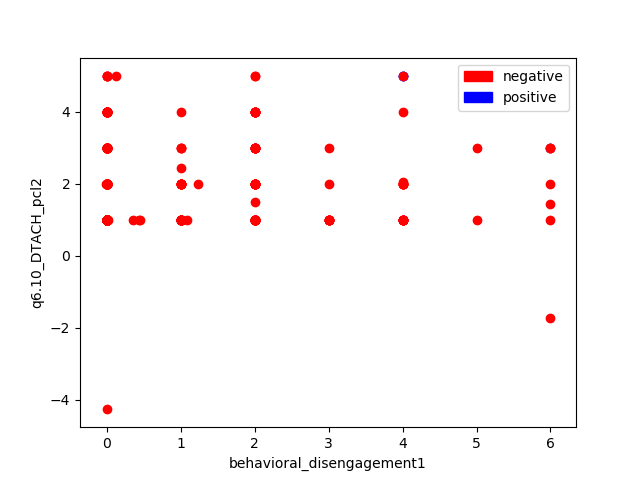 negative
positive
q6.10_DTACH_pcl2
4
2
0
−2
−4
0 1 2 3 4 5 6
behavioral_disengagement1